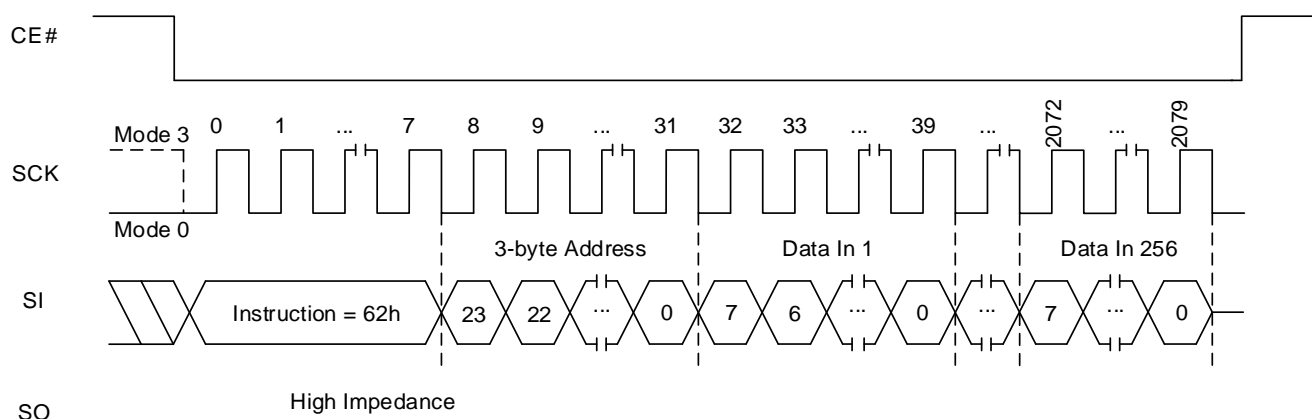 CE#
0 1 ... 7 8 9 ... 31 32 33 ... 39 ... 2072 ... 2079
Mode 3
SCK
Mode 0
3-byte Address Data In 1 Data In 256
SI Instruction = 62h 23 22 ... 0 7 6 ... 0 ... 7 ... 0
High Impedance
SO